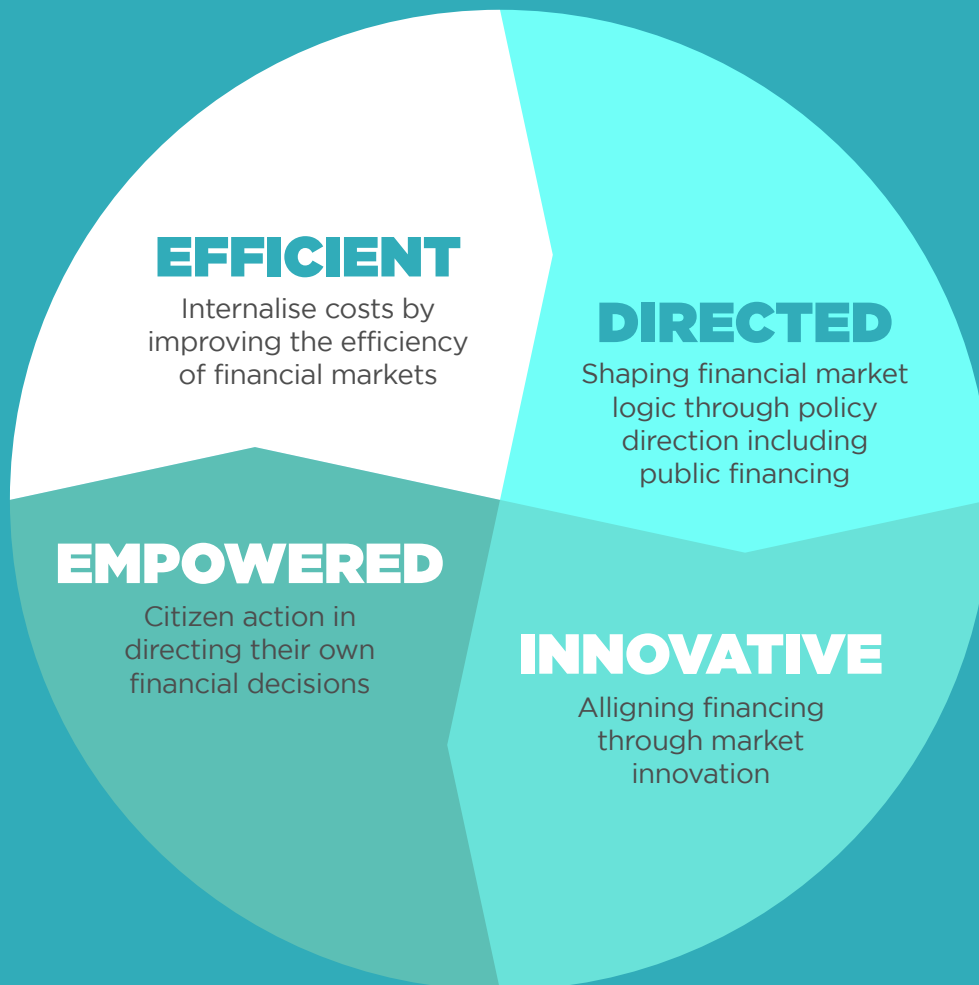 EFFICIENT
Internalise costs by
improving the efficiency
of financial markets
DIRECTED
Shaping financial market
logic through policy
direction including
public financing
EMPOWERED
Citizen action in
directing their own
financial decisions
INNOVATIVE
Alligning financing
through market
innovation